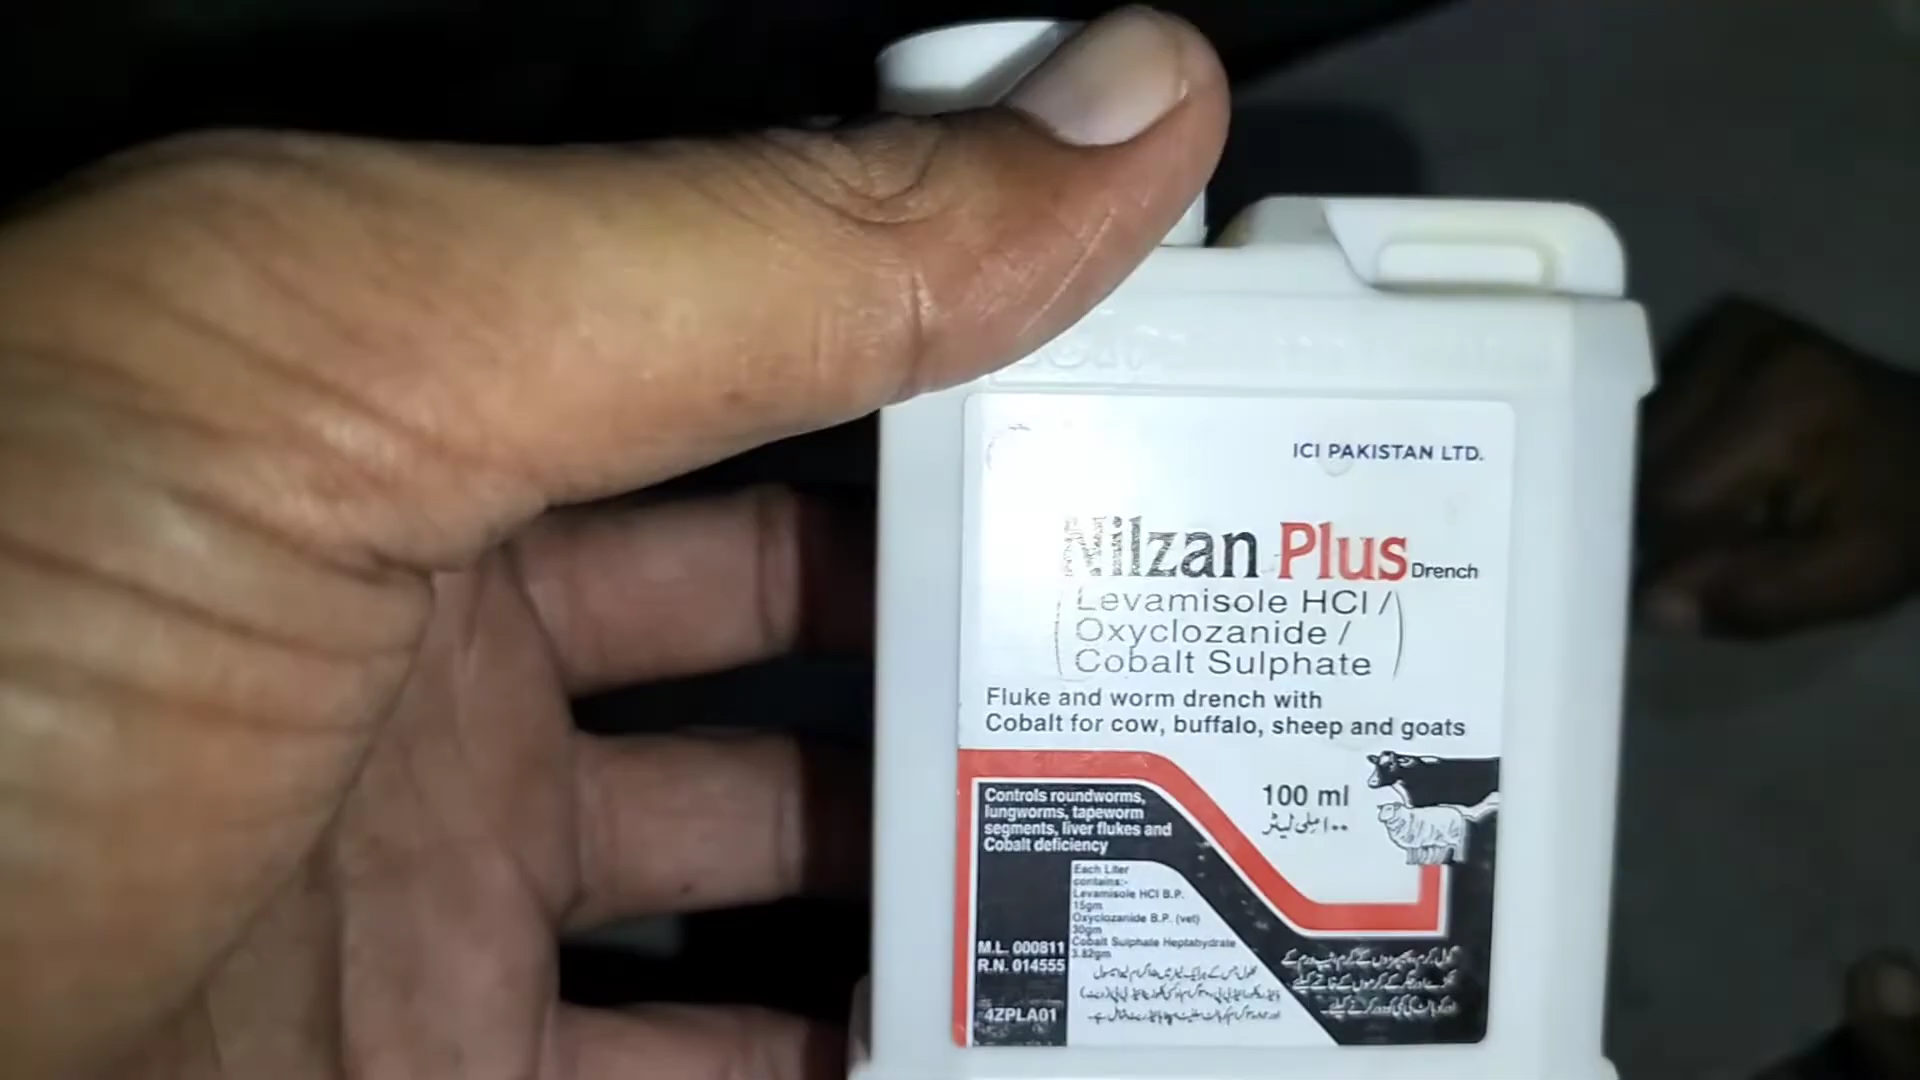 ICI PAKISTAN LTD.
Nilzan Plus Drench
(Levamisole HCl /
Oxyclozanide /
Cobalt Sulphate)
Fluke and worm drench with
Cobalt for cow, buffalo, sheep and goats
100 ml
۱۰۰ ملی لیٹر
Controls roundworms,
lungworms, tapeworm
segments, liver flukes and
Cobalt deficiency
Each Liter
contains:-
Levamisole HCl B.P.
15gm
Oxyclozanide B.P. (vet)
30gm
Cobalt Sulphate Heptahydrate
3.82gm
M.L. 000811
R.N. 014555
4ZPLA01